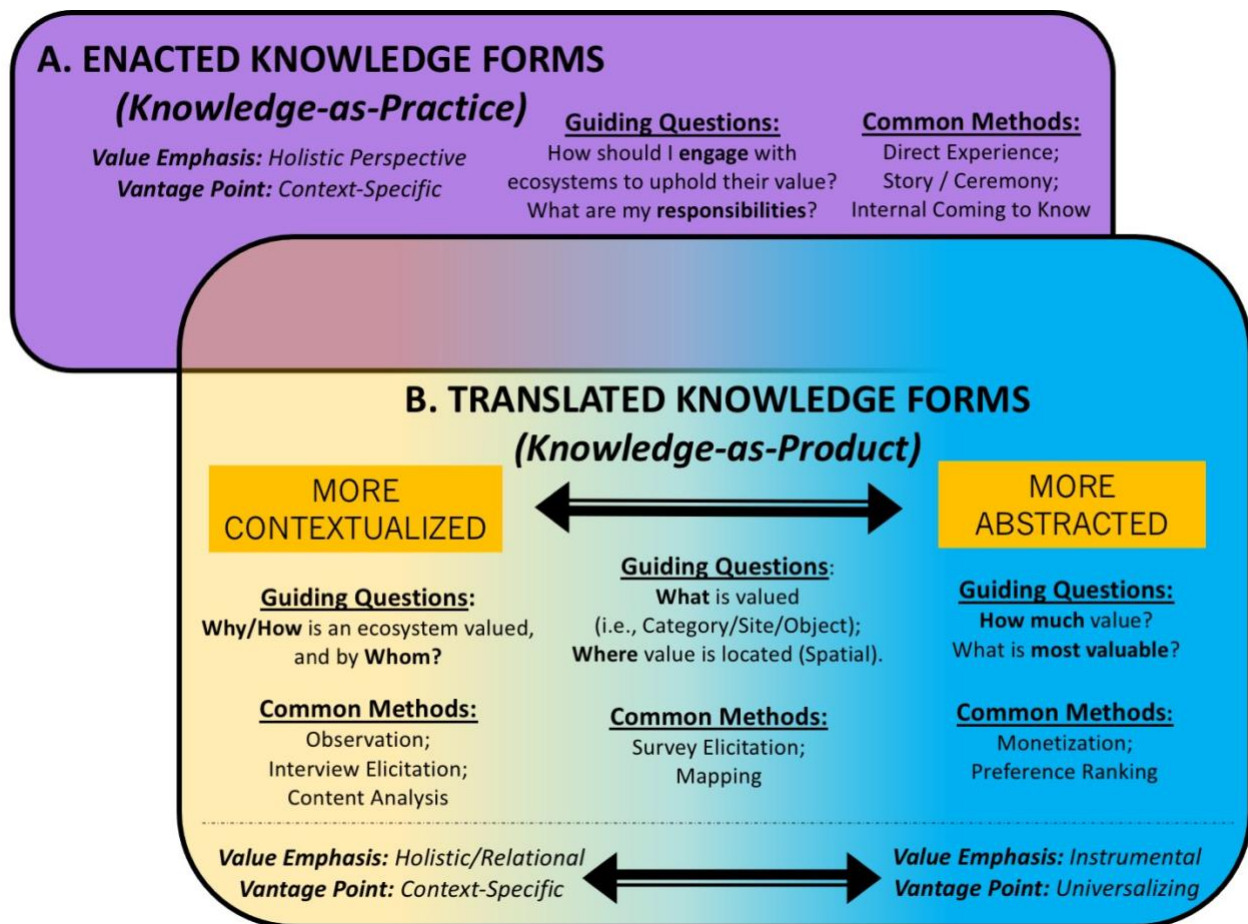 A. ENACTED KNOWLEDGE FORMS
(Knowledge-as-Practice)
Value Emphasis: Holistic Perspective
Vantage Point: Context-Specific
Guiding Questions:
How should I engage with
ecosystems to uphold their value?
What are my responsibilities?
Common Methods:
Direct Experience;
Story / Ceremony;
Internal Coming to Know
B. TRANSLATED KNOWLEDGE FORMS
(Knowledge-as-Product)
MORE
CONTEXTUALIZED
MORE
ABSTRACTED
Guiding Questions:
Why/How is an ecosystem valued,
and by Whom?
Common Methods:
Observation;
Interview Elicitation;
Content Analysis
Guiding Questions:
What is valued
(i.e., Category/Site/Object);
Where value is located (Spatial).
Common Methods:
Survey Elicitation;
Mapping
Guiding Questions:
How much value?
What is most valuable?
Common Methods:
Monetization;
Preference Ranking
Value Emphasis: Holistic/Relational
Vantage Point: Context-Specific
Value Emphasis: Instrumental
Vantage Point: Universalizing